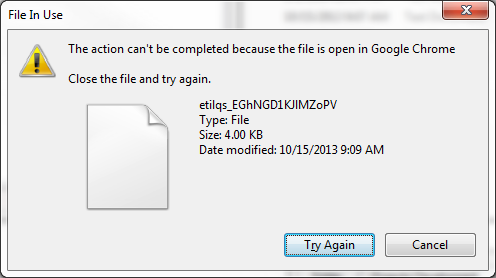 File In Use
The action can't be completed because the file is open in Google Chrome
Close the file and try again.
etilqs_EGhNGD1KJIMZoPV
Type: File
Size: 4.00 KB
Date modified: 10/15/2013 9:09 AM
Try Again
Cancel